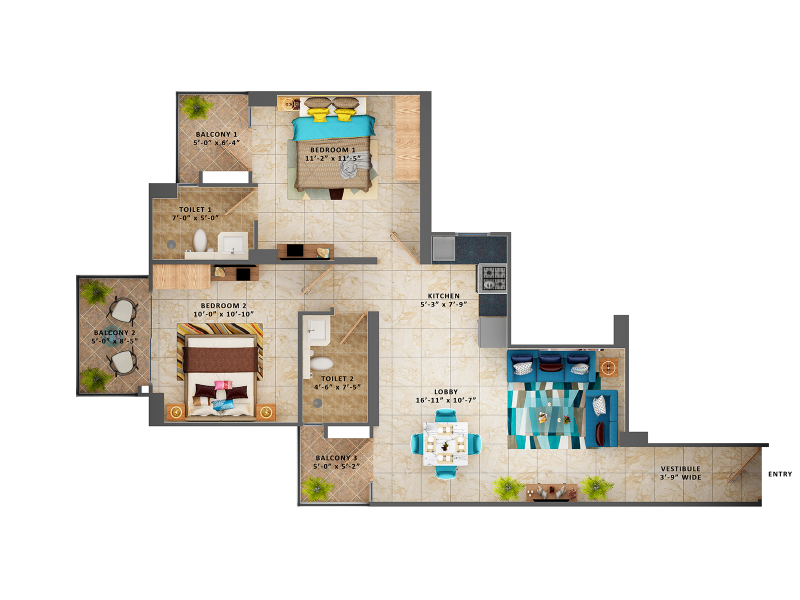 BALCONY 1
5'-0" x 6'-4"
BEDROOM 1
11'-2" x 11'-5"
TOILET 1
7'-0" x 5'-0"
BEDROOM 2
10'-0" x 10'-10"
KITCHEN
5'-3" x 7'-9"
BALCONY 2
5'-0" x 8'-5"
TOILET 2
4'-6" x 7'-5"
LOBBY
16'-11" x 10'-7"
BALCONY 3
5'-0" x 5'-2"
VESTIBULE
3'-9" WIDE
ENTRY